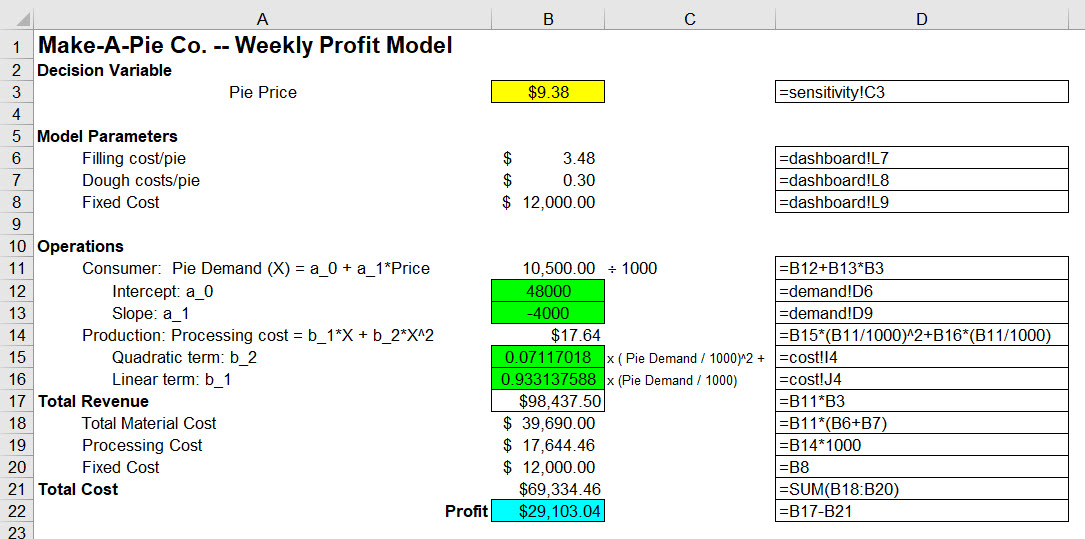 A B C D
1 Make-A-Pie Co. -- Weekly Profit Model
2 Decision Variable
3 Pie Price $9.38 =sensitivity!C3
4
5 Model Parameters
6 Filling cost/pie $ 3.48 =dashboard!L7
7 Dough costs/pie $ 0.30 =dashboard!L8
8 Fixed Cost $ 12,000.00 =dashboard!L9
9
10 Operations
11 Consumer: Pie Demand (X) = a_0 + a_1*Price 10,500.00 ÷ 1000 =B12+B13*B3
12 Intercept: a_0 48000 =demand!D6
13 Slope: a_1 -4000 =demand!D9
14 Production: Processing cost = b_1*X + b_2*X^2 $17.64 =B15*(B11/1000)^2+B16*(B11/1000)
15 Quadratic term: b_2 0.07117018 x ( Pie Demand / 1000)^2 + =cost!I4
16 Linear term: b_1 0.933137588 x (Pie Demand / 1000) =cost!J4
17 Total Revenue $98,437.50 =B11*B3
18 Total Material Cost $ 39,690.00 =B11*(B6+B7)
19 Processing Cost $ 17,644.46 =B14*1000
20 Fixed Cost $ 12,000.00 =B8
21 Total Cost $69,334.46 =SUM(B18:B20)
22 Profit $29,103.04 =B17-B21
23